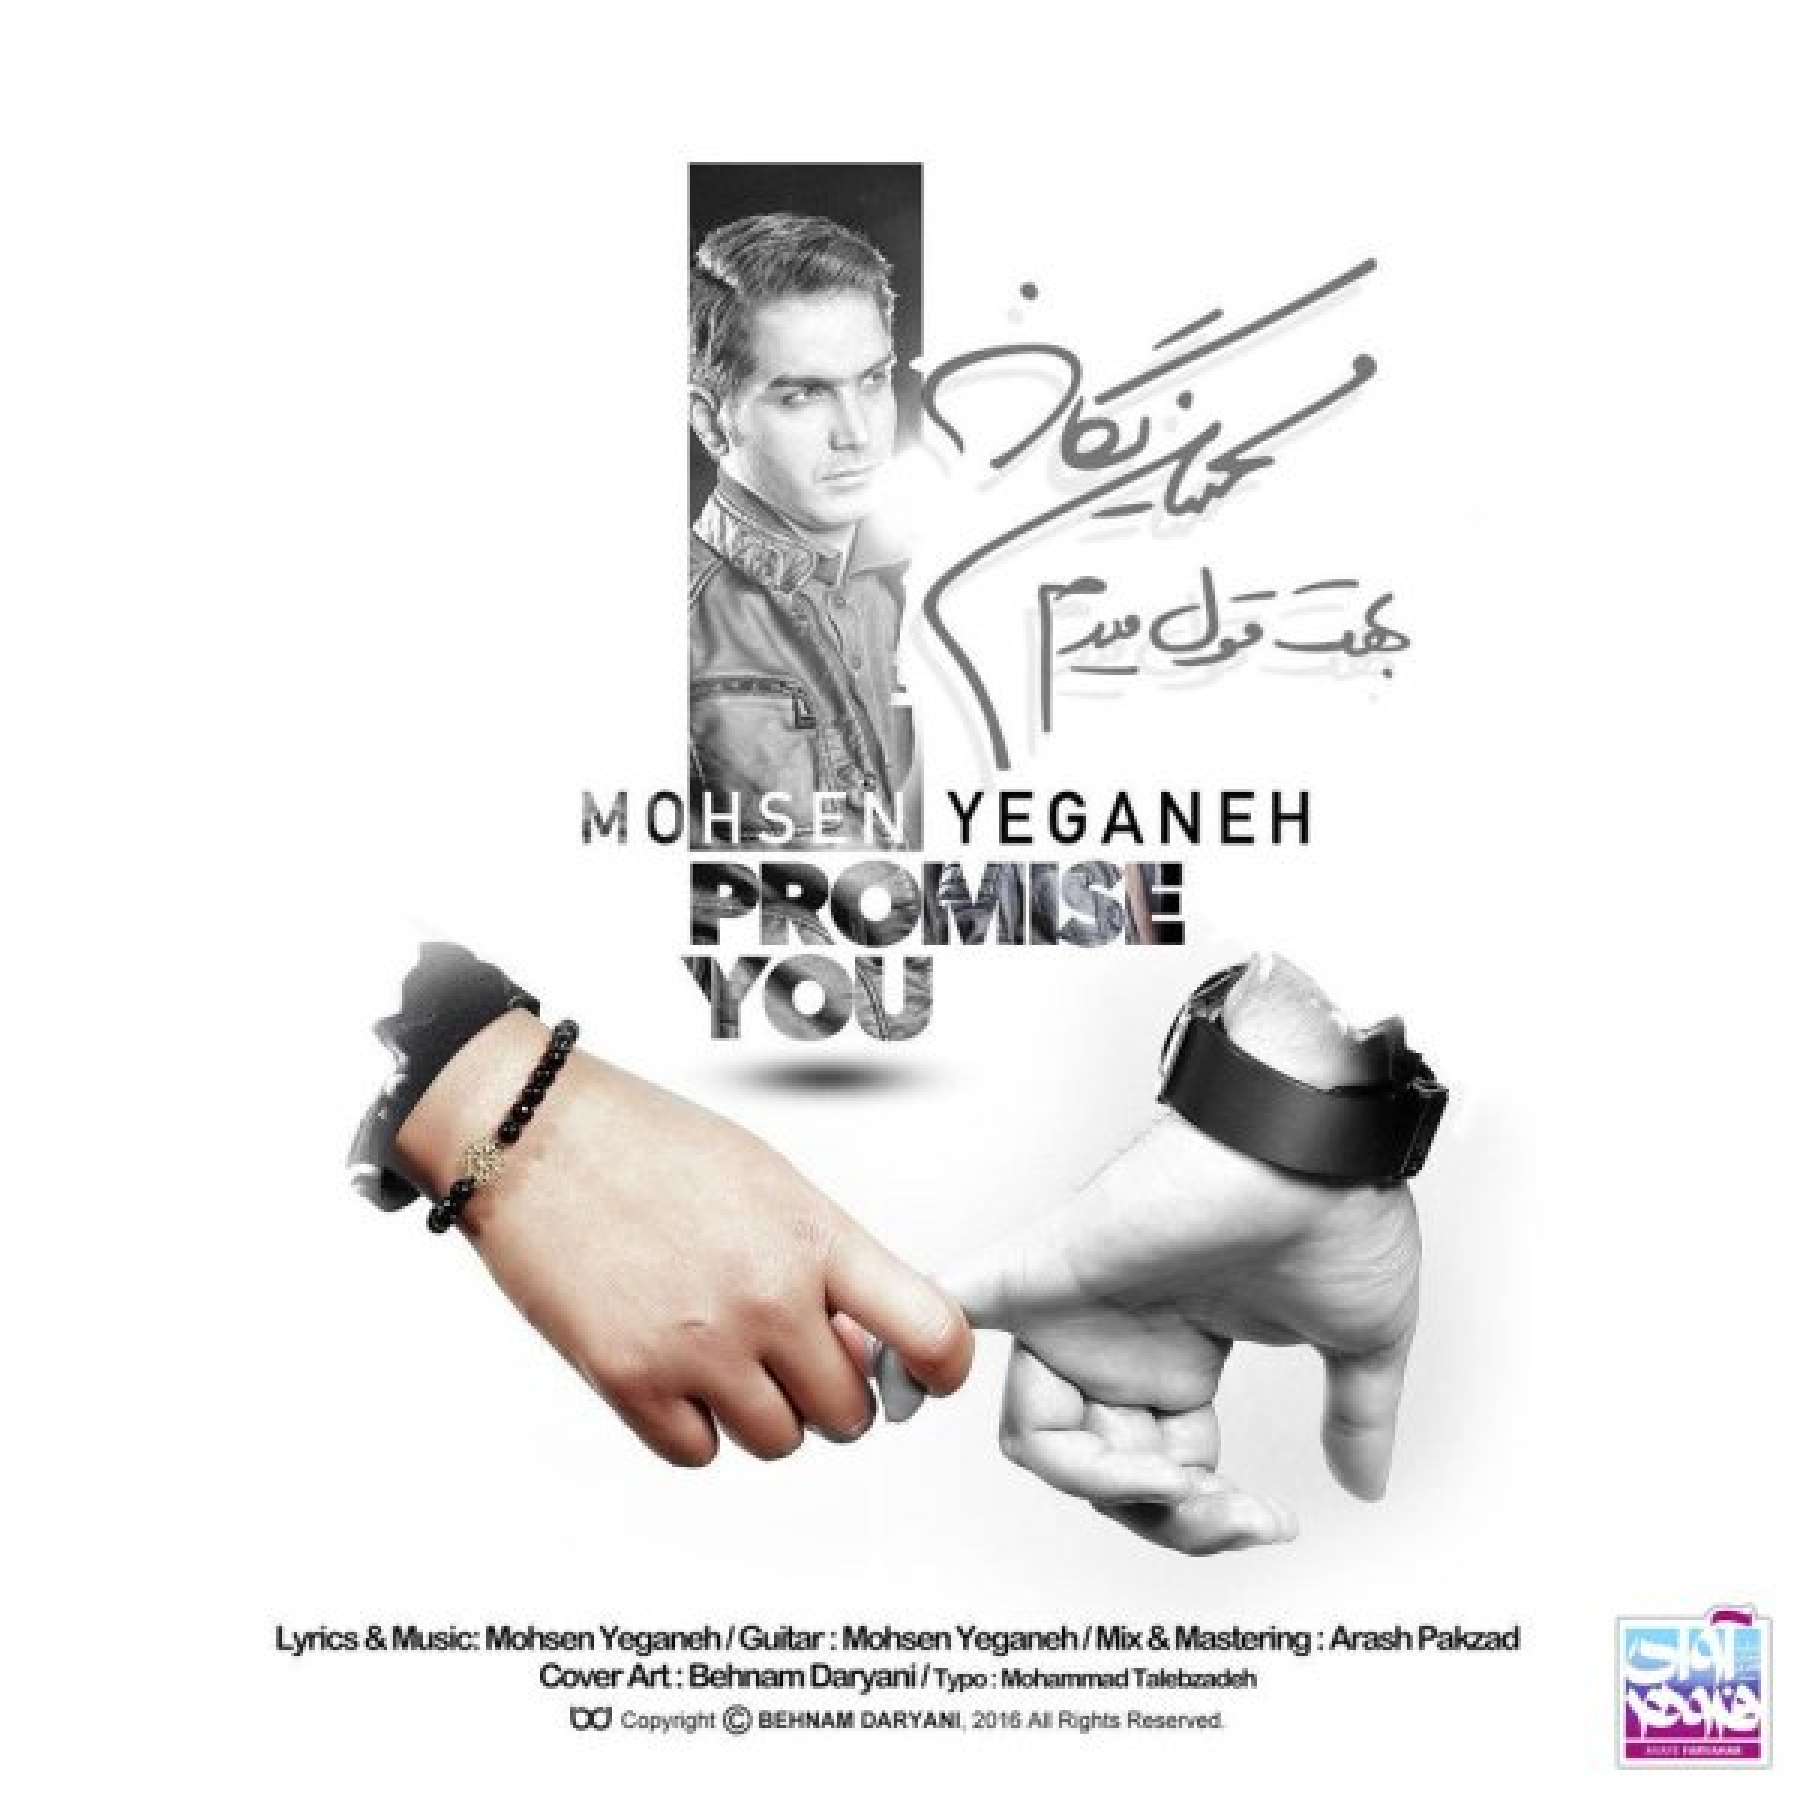 محسن یگانه
بهت قول میدم
MOHSEN YEGANEH
PROMISE
YOU
Lyrics & Music: Mohsen Yeganeh / Guitar : Mohsen Yeganeh / Mix & Mastering : Arash Pakzad
Cover Art : Behnam Daryani / Typo : Mohammad Talebzadeh
Copyright © BEHNAM DARYANI, 2016 All Rights Reserved.